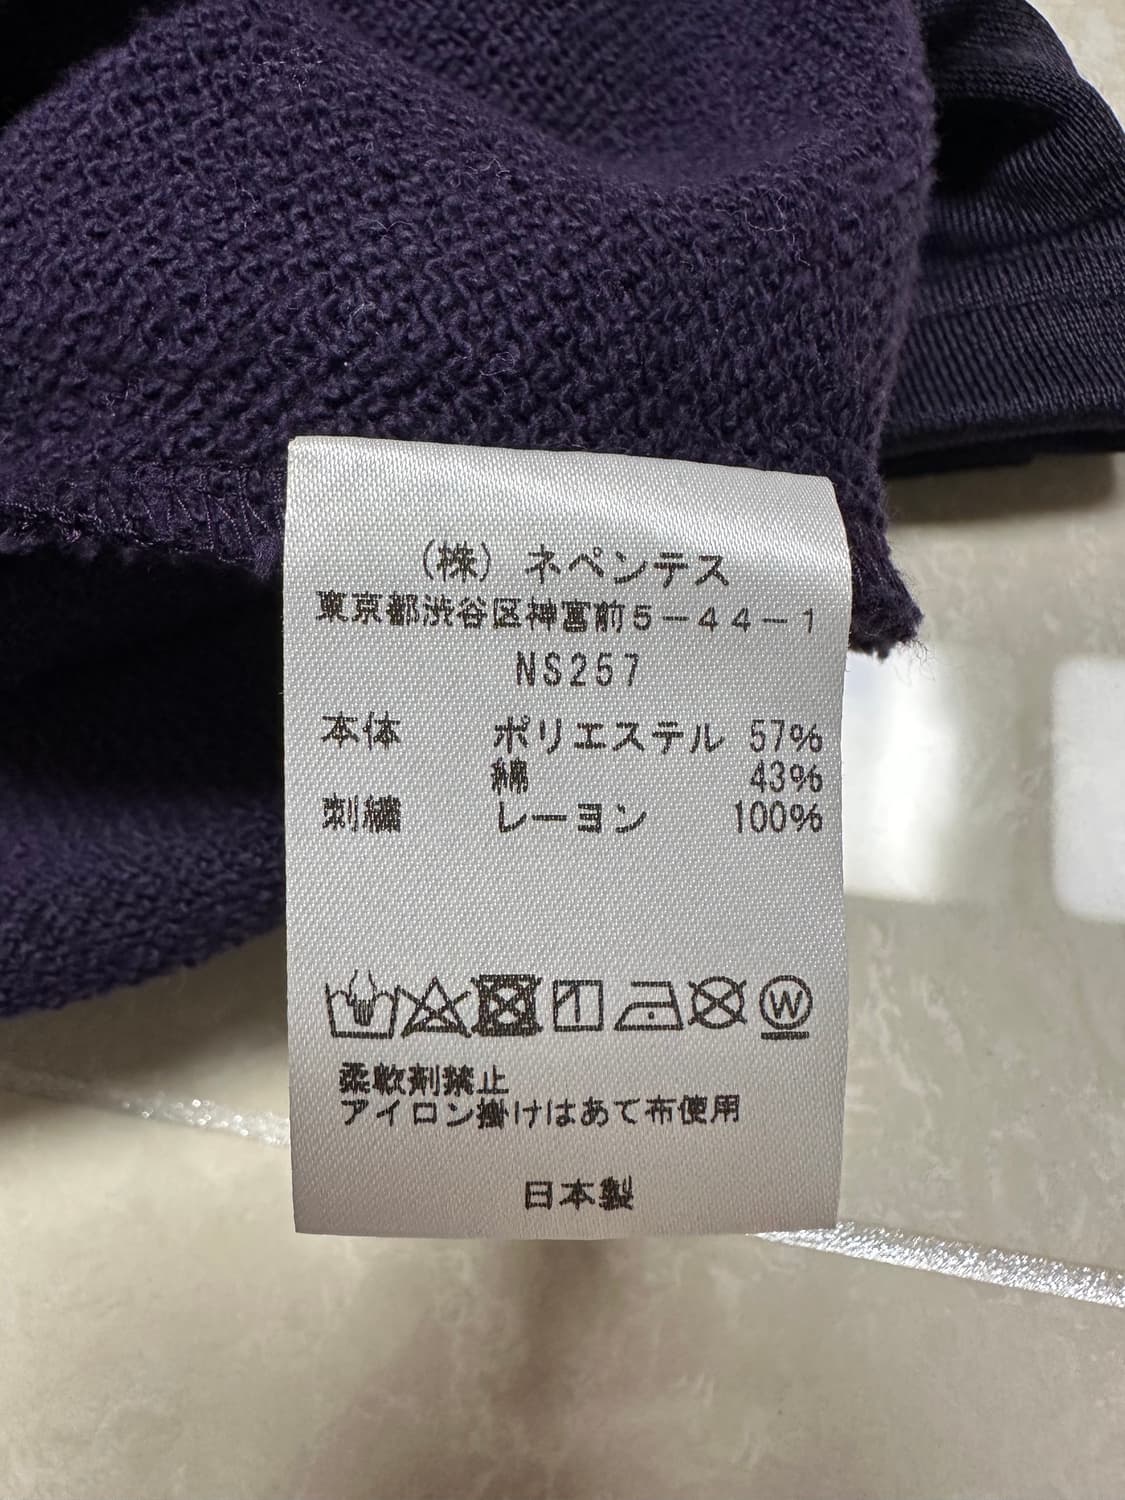 (株) ネペンテス
東京都渋谷区神宮前5-44-1
NS257
本体 ポリエステル 57%
綿 43%
刺繍 レーヨン 100%
W
柔軟剤禁止
アイロン掛けはあて布使用
日本製